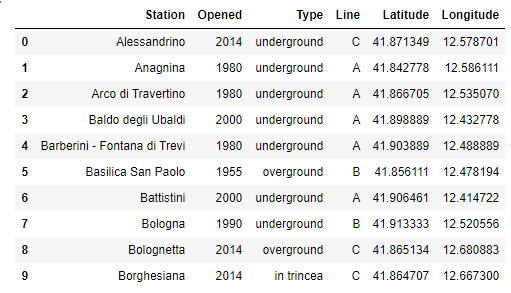 Station Opened Type Line Latitude Longitude
0 Alessandrino 2014 underground C 41.871349 12.578701
1 Anagnina 1980 underground A 41.842778 12.586111
2 Arco di Travertino 1980 underground A 41.866705 12.535070
3 Baldo degli Ubaldi 2000 underground A 41.898889 12.432778
4 Barberini - Fontana di Trevi 1980 underground A 41.903889 12.488889
5 Basilica San Paolo 1955 overground B 41.856111 12.478194
6 Battistini 2000 underground A 41.906461 12.414722
7 Bologna 1990 underground B 41.913333 12.520556
8 Bolognetta 2014 overground C 41.865134 12.680883
9 Borghesiana 2014 in trincea C 41.864707 12.667300